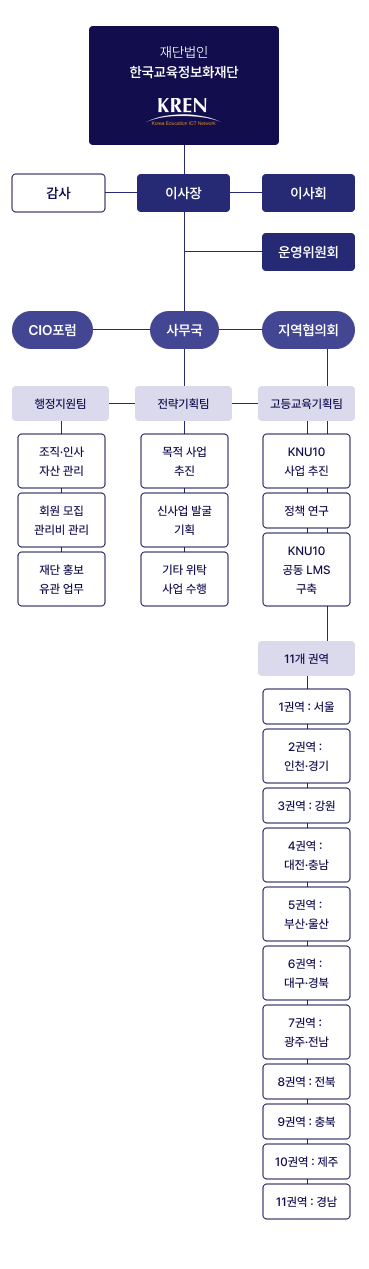 재단법인
한국교육정보화재단
KREN
Korea Education ICT Network
감사
이사장
이사회
운영위원회
CIO포럼
사무국
지역협의회
행정지원팀
전략기획팀
고등교육기획팀
조직·인사
자산 관리
회원 모집
관리비 관리
재단 홍보
유관 업무
목적 사업
추진
신사업 발굴
기획
기타 위탁
사업 수행
KNU10
사업 추진
정책 연구
KNU10
공동 LMS
구축
11개 권역
1권역 : 서울
2권역 :
인천·경기
3권역 : 강원
4권역 :
대전·충남
5권역 :
부산·울산
6권역 :
대구·경북
7권역 :
광주·전남
8권역 : 전북
9권역 : 충북
10권역 : 제주
11권역 : 경남